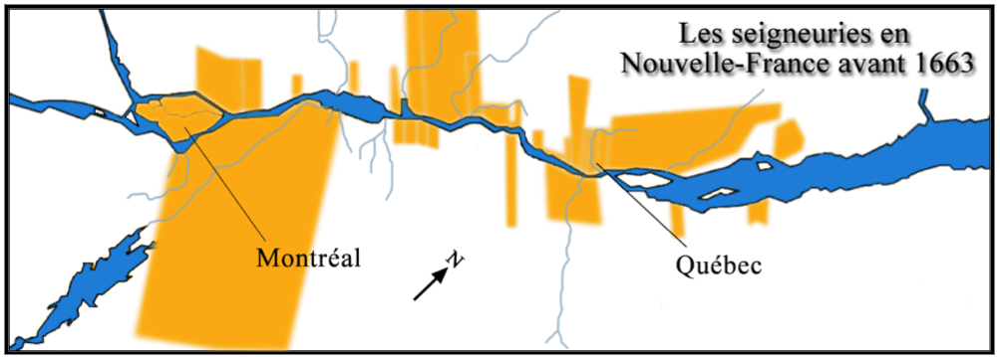 Les seigneuries en
Nouvelle-France avant 1663
Montréal
N
Québec